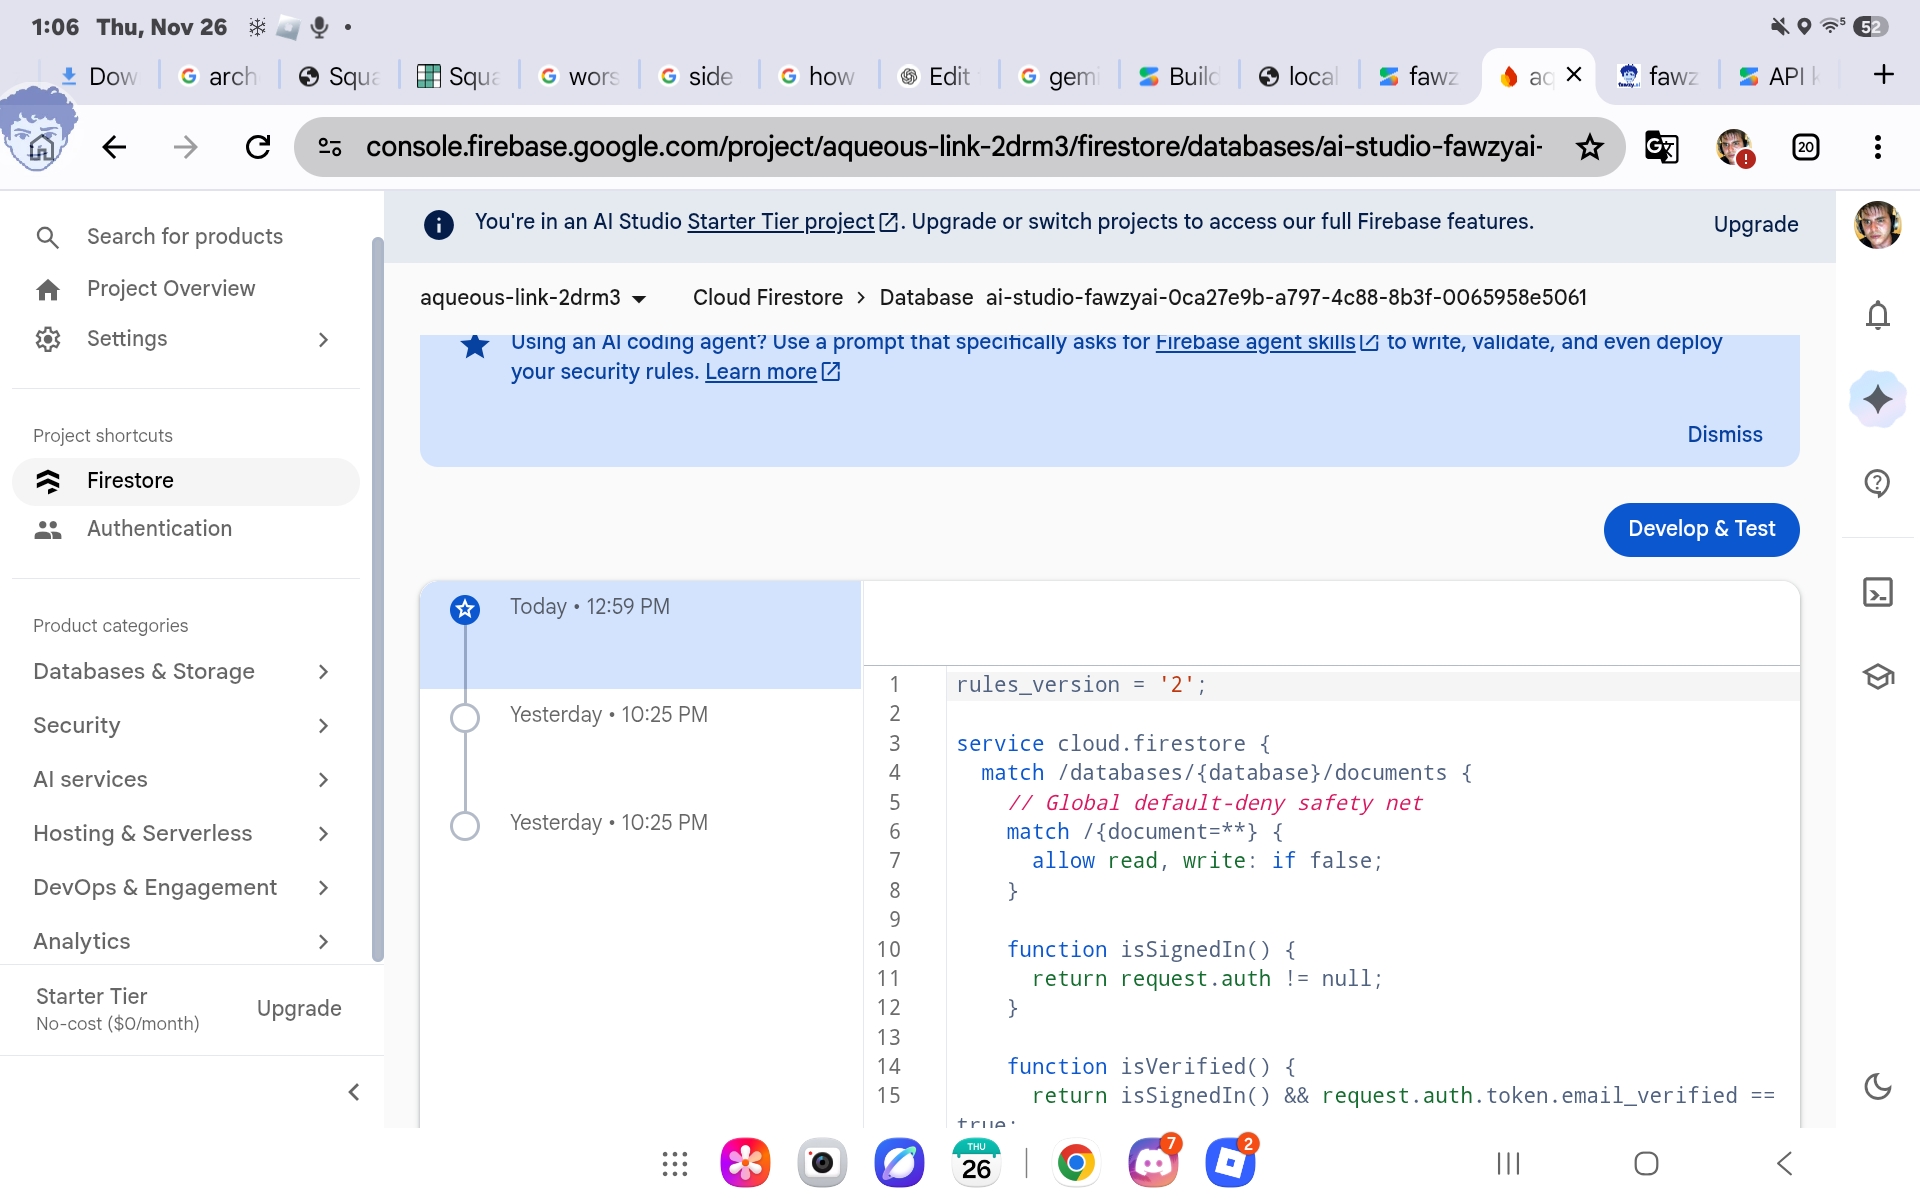 1:06 Thu, Nov 26
52
Dow
arch
Squa
Squa
wors
side
how
Edit
gemi
Build
local
fawz
aq
fawz
API k
console.firebase.google.com/project/aqueous-link-2drm3/firestore/databases/ai-studio-fawzyai-
20
Search for products
Project Overview
Settings
Project shortcuts
Firestore
Authentication
Product categories
Databases & Storage
Security
AI services
Hosting & Serverless
DevOps & Engagement
Analytics
Starter Tier
No-cost ($0/month)
Upgrade
You're in an AI Studio Starter Tier project. Upgrade or switch projects to access our full Firebase features.
Upgrade
aqueous-link-2drm3
Cloud Firestore > Database ai-studio-fawzyai-0ca27e9b-a797-4c88-8b3f-0065958e5061
Using an AI coding agent? Use a prompt that specifically asks for Firebase agent skills to write, validate, and even deploy
your security rules. Learn more
Dismiss
Develop & Test
Today • 12:59 PM
Yesterday • 10:25 PM
Yesterday • 10:25 PM
1 rules_version = '2';
2
3 service cloud.firestore {
4 match /databases/{database}/documents {
5 // Global default-deny safety net
6 match /{document=**} {
7 allow read, write: if false;
8 }
9
10 function isSignedIn() {
11 return request.auth != null;
12 }
13
14 function isVerified() {
15 return isSignedIn() && request.auth.token.email_verified ==
true;
THU
26
7
2